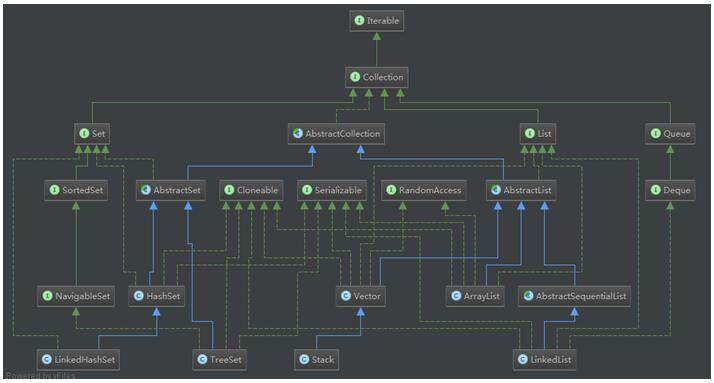 I Iterable
I Collection
I Set
C AbstractCollection
I List
I Queue
I SortedSet
C AbstractSet
I Cloneable
I Serializable
I RandomAccess
C AbstractList
I Deque
I NavigableSet
C HashSet
C Vector
C ArrayList
C AbstractSequentialList
C LinkedHashSet
C TreeSet
C Stack
C LinkedList
Powered by yFiles